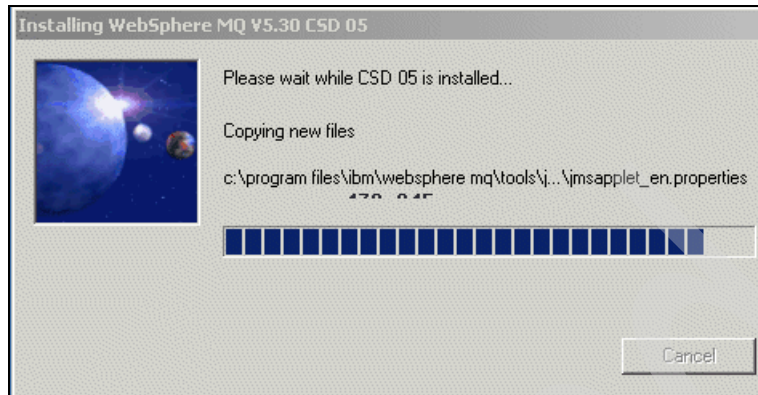 Installing WebSphere MQ V5.30 CSD 05
Please wait while CSD 05 is installed...
Copying new files
c:\program files\ibm\websphere mq\tools\j...\jmsapplet_en.properties
Cancel